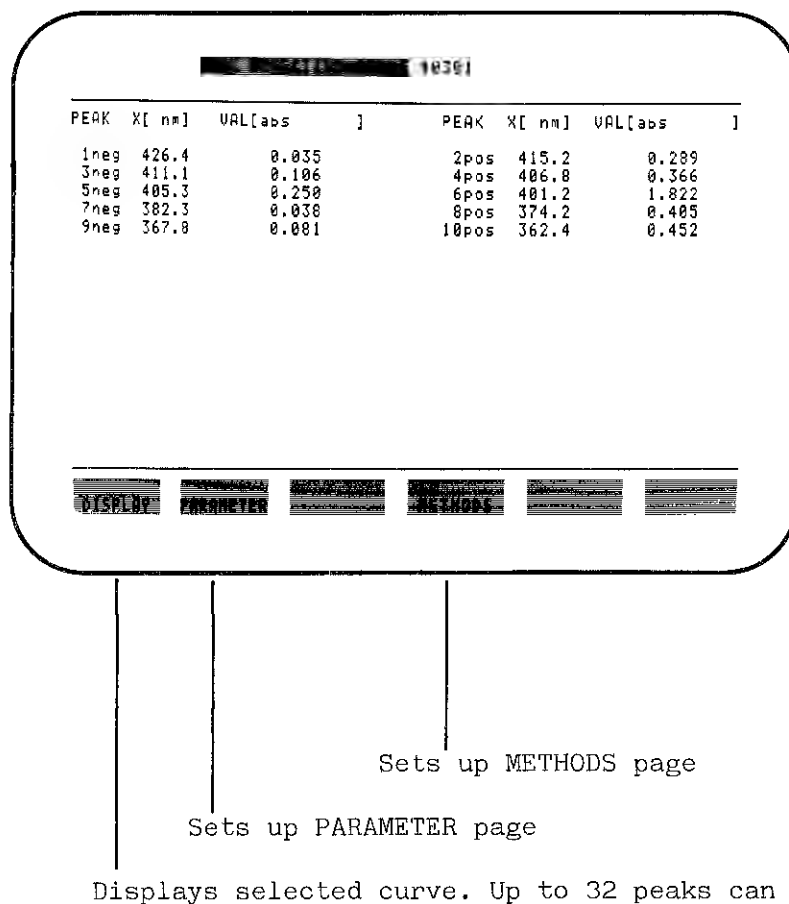 PEAK X[ nm] VAL[abs ] PEAK X[ nm] VAL[abs ]
1neg 426.4 0.035 2pos 415.2 0.289
3neg 411.1 0.106 4pos 406.8 0.366
5neg 405.3 0.250 6pos 401.2 1.822
7neg 382.3 0.038 8pos 374.2 0.405
9neg 367.8 0.081 10pos 362.4 0.452
DISPLAY PARAMETER METHODS
Sets up METHODS page
Sets up PARAMETER page
Displays selected curve. Up to 32 peaks can